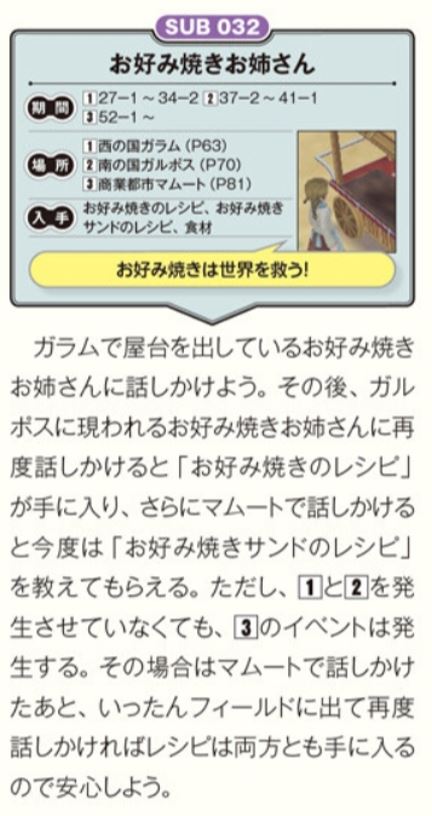 SUB 032
お好み焼きお姉さん
期間 1 27-1～34-2 2 37-2～41-1
3 52-1～
場所 1 西の国ガラム（P63）
2 南の国ガルポス（P70）
3 商業都市マムート（P81）
入手 お好み焼きのレシピ、お好み焼き
サンドのレシピ、食材
お好み焼きは世界を救う!
ガラムで屋台を出しているお好み焼き
お姉さんに話しかけよう。その後、ガル
ポスに現われるお好み焼きお姉さんに再
度話しかけると「お好み焼きのレシピ」
が手に入り、さらにマムートで話しかける
と今度は「お好み焼きサンドのレシピ」
を教えてもらえる。ただし、1と2を発
生させていなくても、3のイベントは発
生する。その場合はマムートで話しかけ
たあと、いったんフィールドに出て再度
話しかければレシピは両方とも手に入る
ので安心しよう。